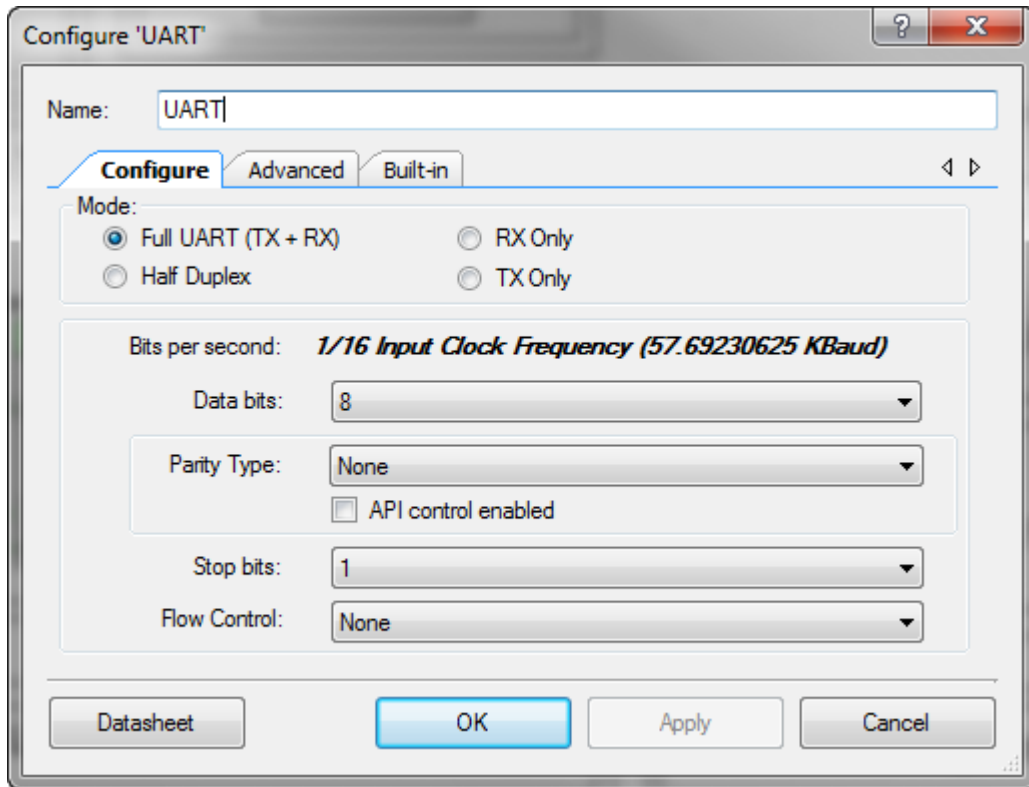 Configure 'UART'
Name: UART
Configure Advanced Built-in
Mode:
Full UART (TX + RX) RX Only
Half Duplex TX Only
Bits per second: 1/16 Input Clock Frequency (57.69230625 KBaud)
Data bits: 8
Parity Type: None
API control enabled
Stop bits: 1
Flow Control: None
Datasheet OK Apply Cancel